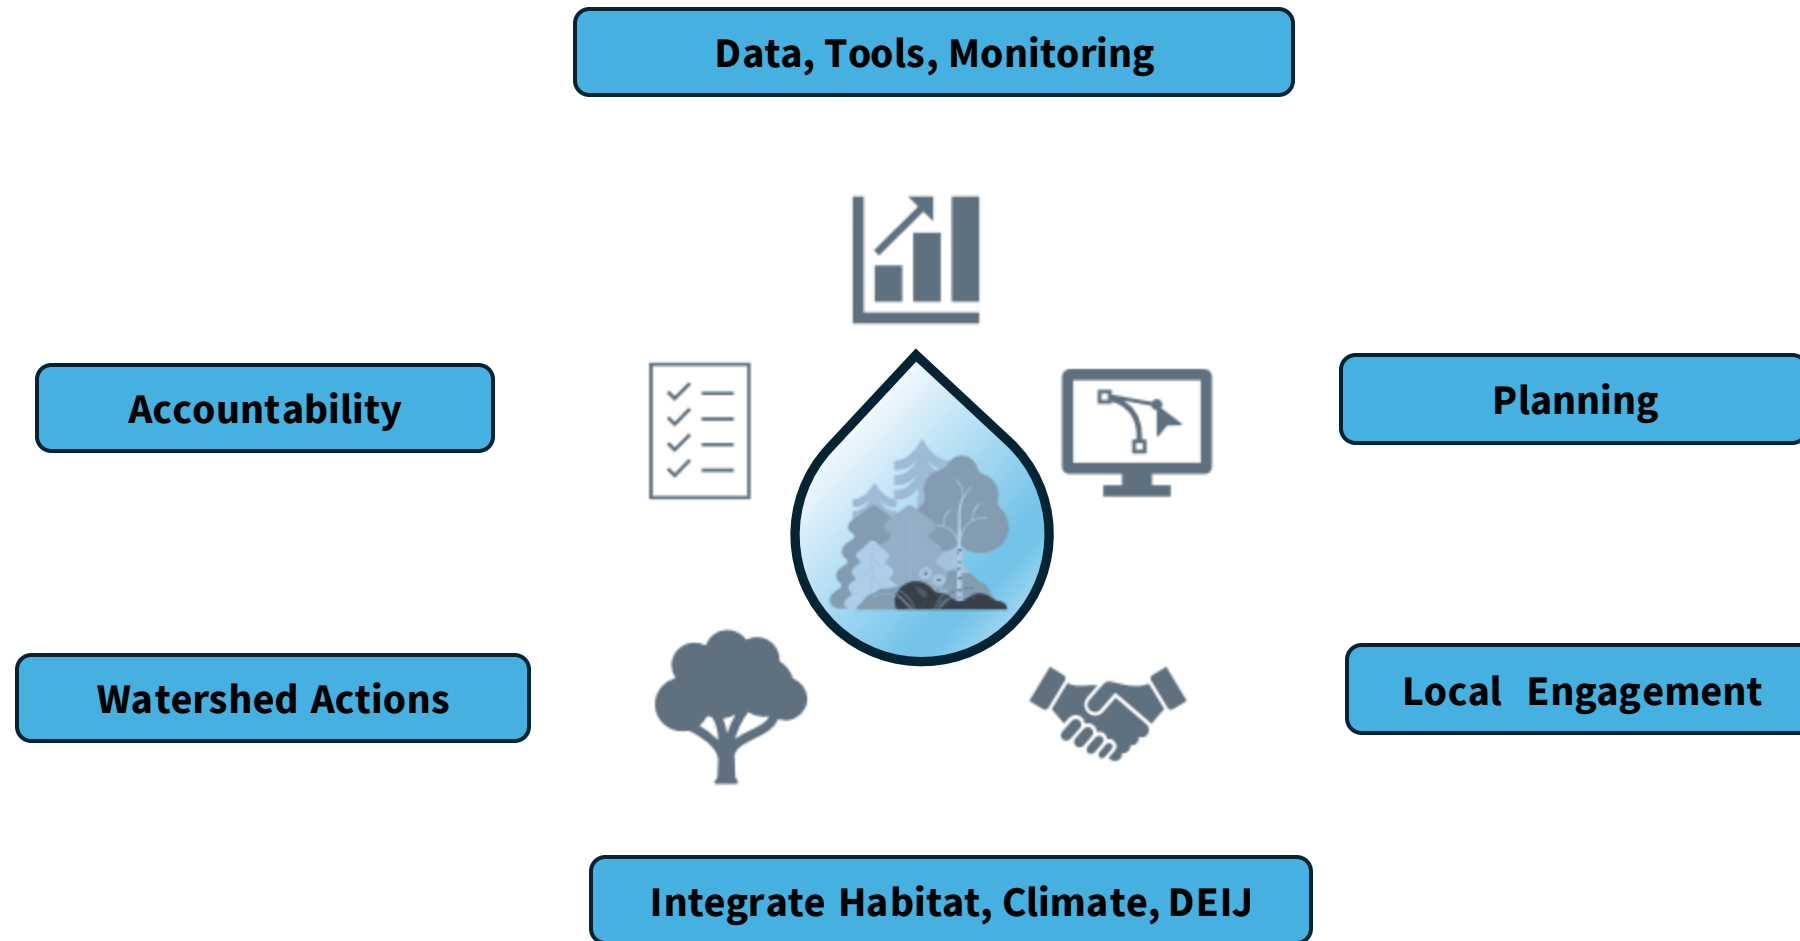 Data, Tools, Monitoring
Accountability
Planning
Watershed Actions
Local Engagement
Integrate Habitat, Climate, DEIJ